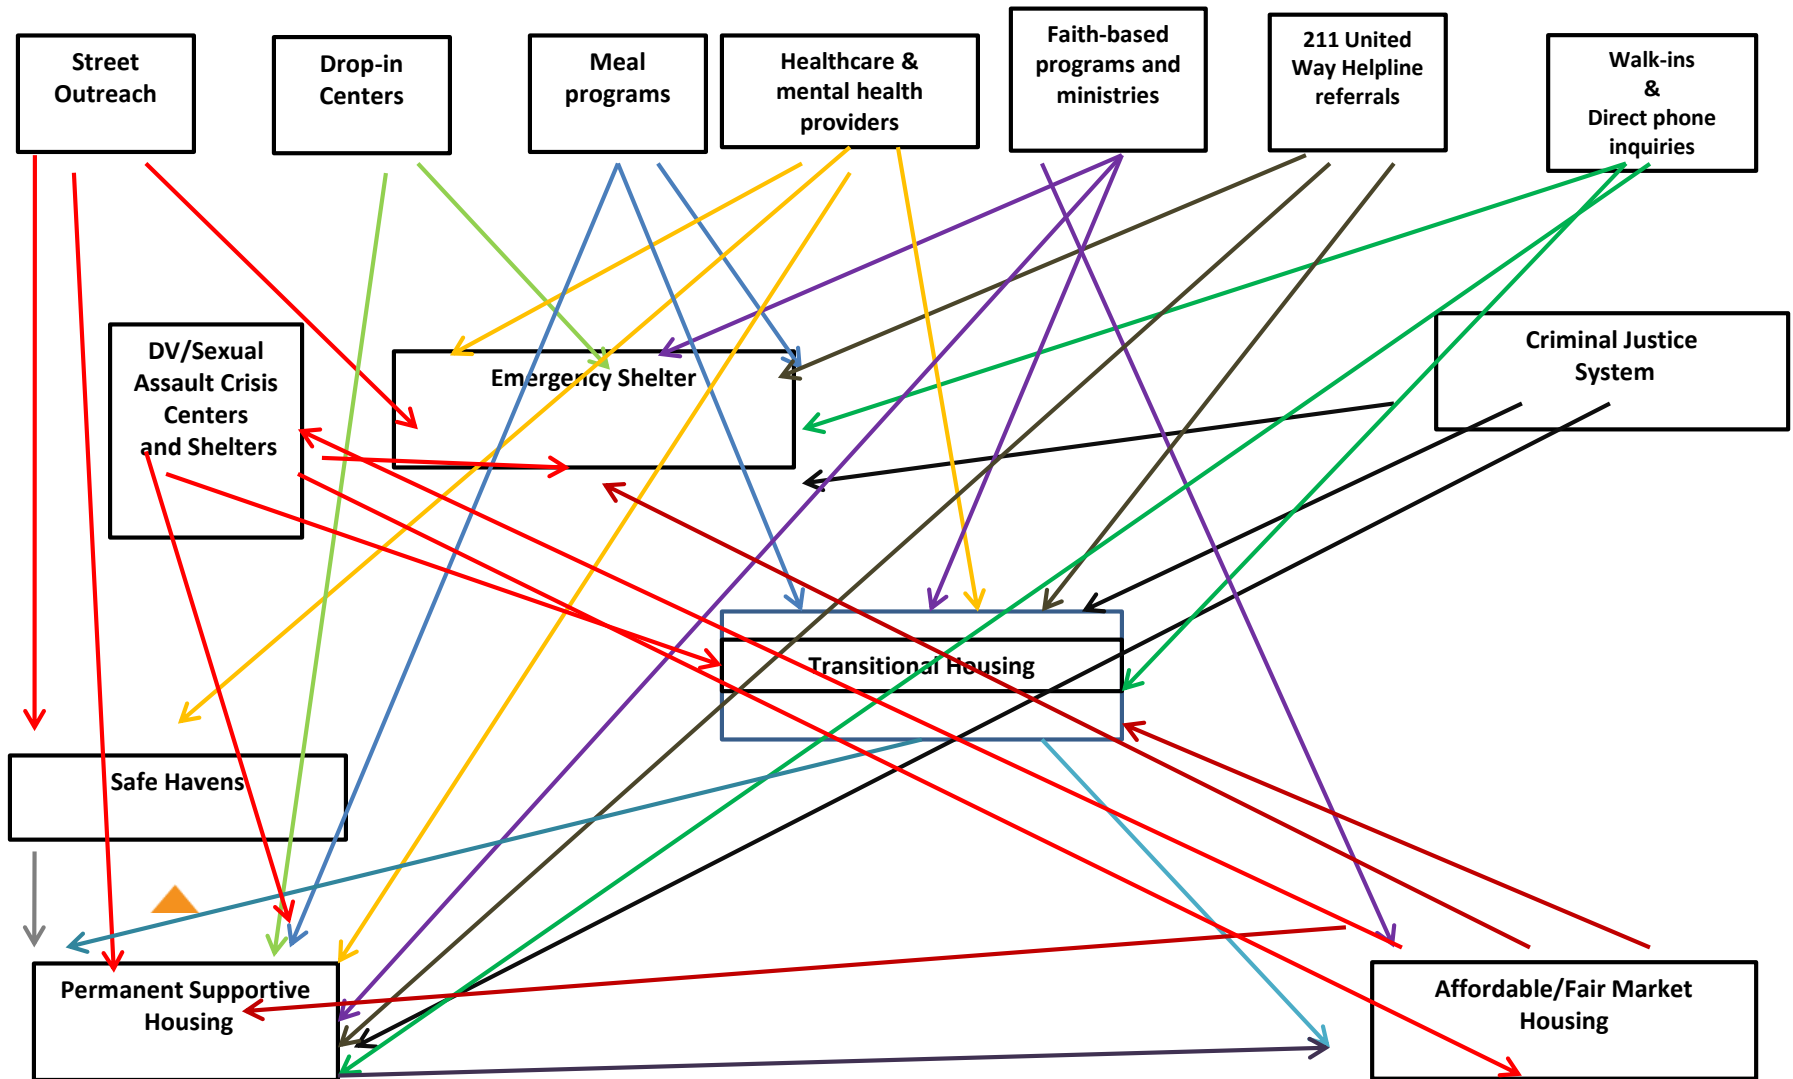 Street
Outreach
Drop-in
Centers
Meal
programs
Healthcare &
mental health
providers
Faith-based
programs and
ministries
211 United
Way Helpline
referrals
Walk-ins
&
Direct phone
inquiries
DV/Sexual
Assault Crisis
Centers
and Shelters
Emergency Shelter
Criminal Justice
System
Transitional Housing
Safe Havens
Permanent Supportive
Housing
Affordable/Fair Market
Housing